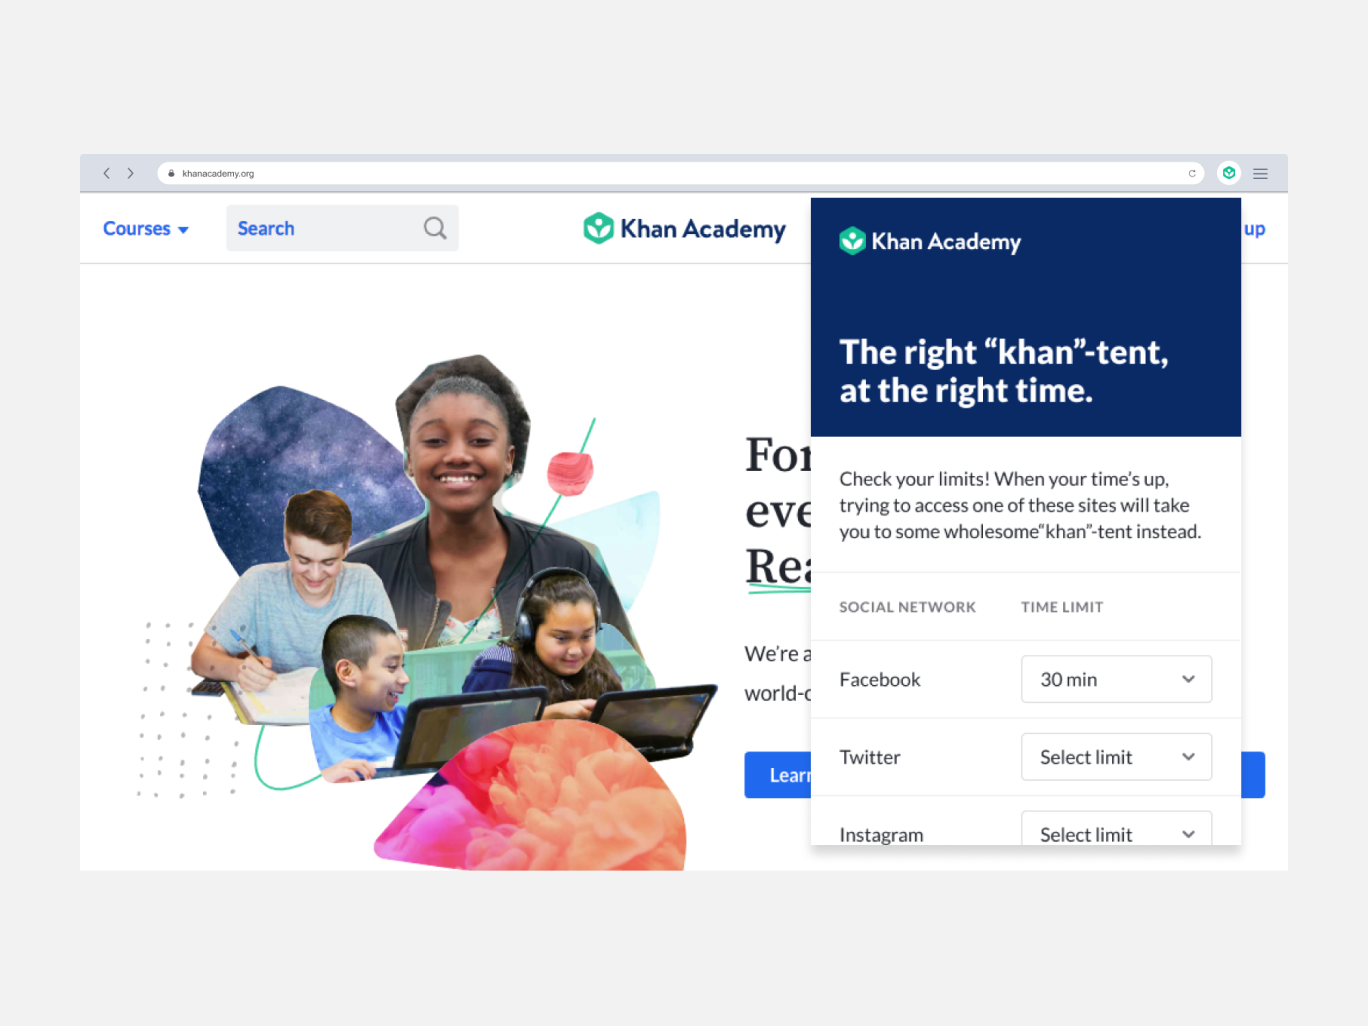 khanacademy.org
Courses
Search
Khan Academy
up
Khan Academy
The right “khan”-tent,
at the right time.
Check your limits! When your time’s up,
trying to access one of these sites will take
you to some wholesome“khan”-tent instead.
SOCIAL NETWORK TIME LIMIT
Facebook 30 min
Twitter Select limit
Instagram Select limit
For
eve
Rea
We’re a
world-c
Learn